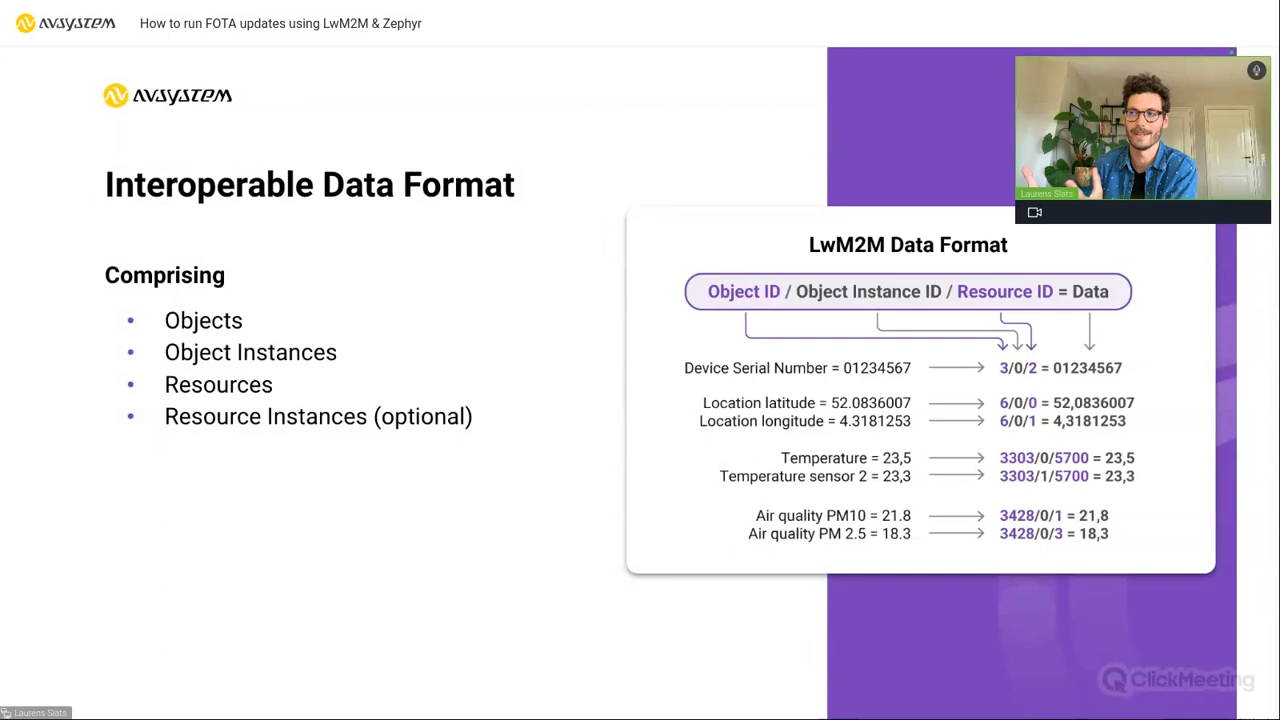 AVSYSTEM
How to run FOTA updates using LwM2M & Zephyr
AVSYSTEM
Interoperable Data Format
Comprising
• Objects
• Object Instances
• Resources
• Resource Instances (optional)
Laurens Slats
LwM2M Data Format
Object ID / Object Instance ID / Resource ID = Data
Device Serial Number = 01234567 3/0/2 = 01234567
Location latitude = 52.0836007 6/0/0 = 52,0836007
Location longitude = 4.3181253 6/0/1 = 4,3181253
Temperature = 23,5 3303/0/5700 = 23,5
Temperature sensor 2 = 23,3 3303/1/5700 = 23,3
Air quality PM10 = 21.8 3428/0/1 = 21,8
Air quality PM 2.5 = 18.3 3428/0/3 = 18,3
ClickMeeting
Laurens Slats